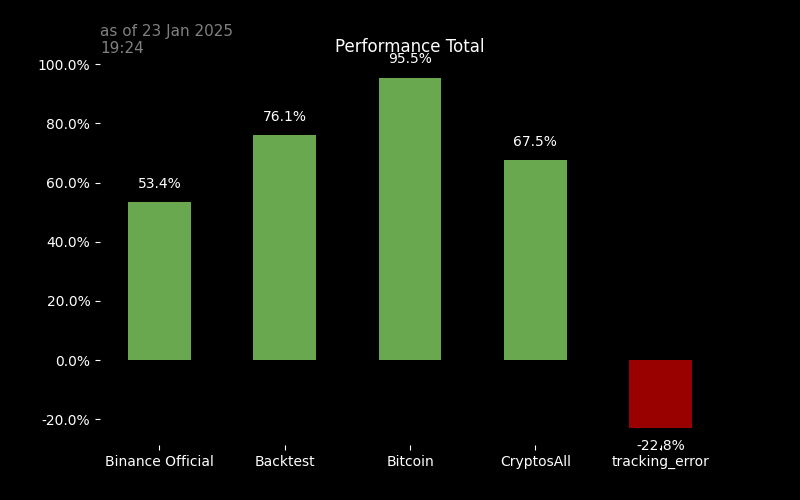 as of 23 Jan 2025
19:24
Performance Total
100.0%
80.0%
60.0%
40.0%
20.0%
0.0%
-20.0%
53.4%
76.1%
95.5%
67.5%
-22.8%
Binance Official
Backtest
Bitcoin
CryptosAll
tracking_error